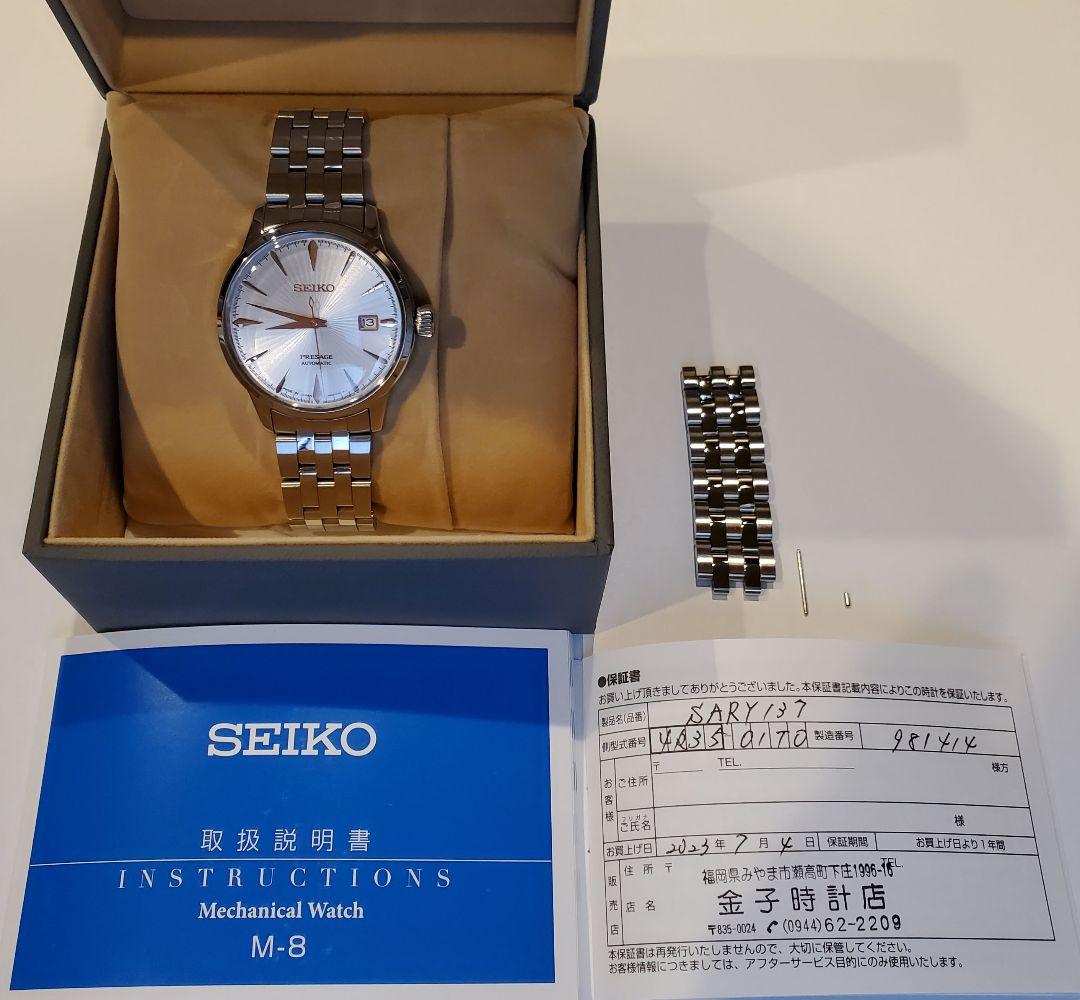 SEIKO
13
PRESAGE
AUTOMATIC
SEIKO
取扱説明書
INSTRUCTIONS
Mechanical Watch
M-8
●保証書
お買い上げ頂きましてありがとうございました。本保証書記載内容によりこの時計を保証いたします。
製品名(品番) SARY137
側型式番号 4R35 01T0 製造番号 981414
お客様 ご住所 〒 TEL. 様方
フリガナ
ご氏名 様
お買上げ日 2023年7月4日 保証期間 お買上げ日より1年間
販売店 住所 〒 TEL.
福岡県みやま市瀬高町下庄1996-16
店名 金子時計店
〒835-0024 (0944)62-2209
本保証書は再発行いたしませんので、大切に保管してください。
お客様情報につきましては、アフターサービス目的にのみ使用いたします。